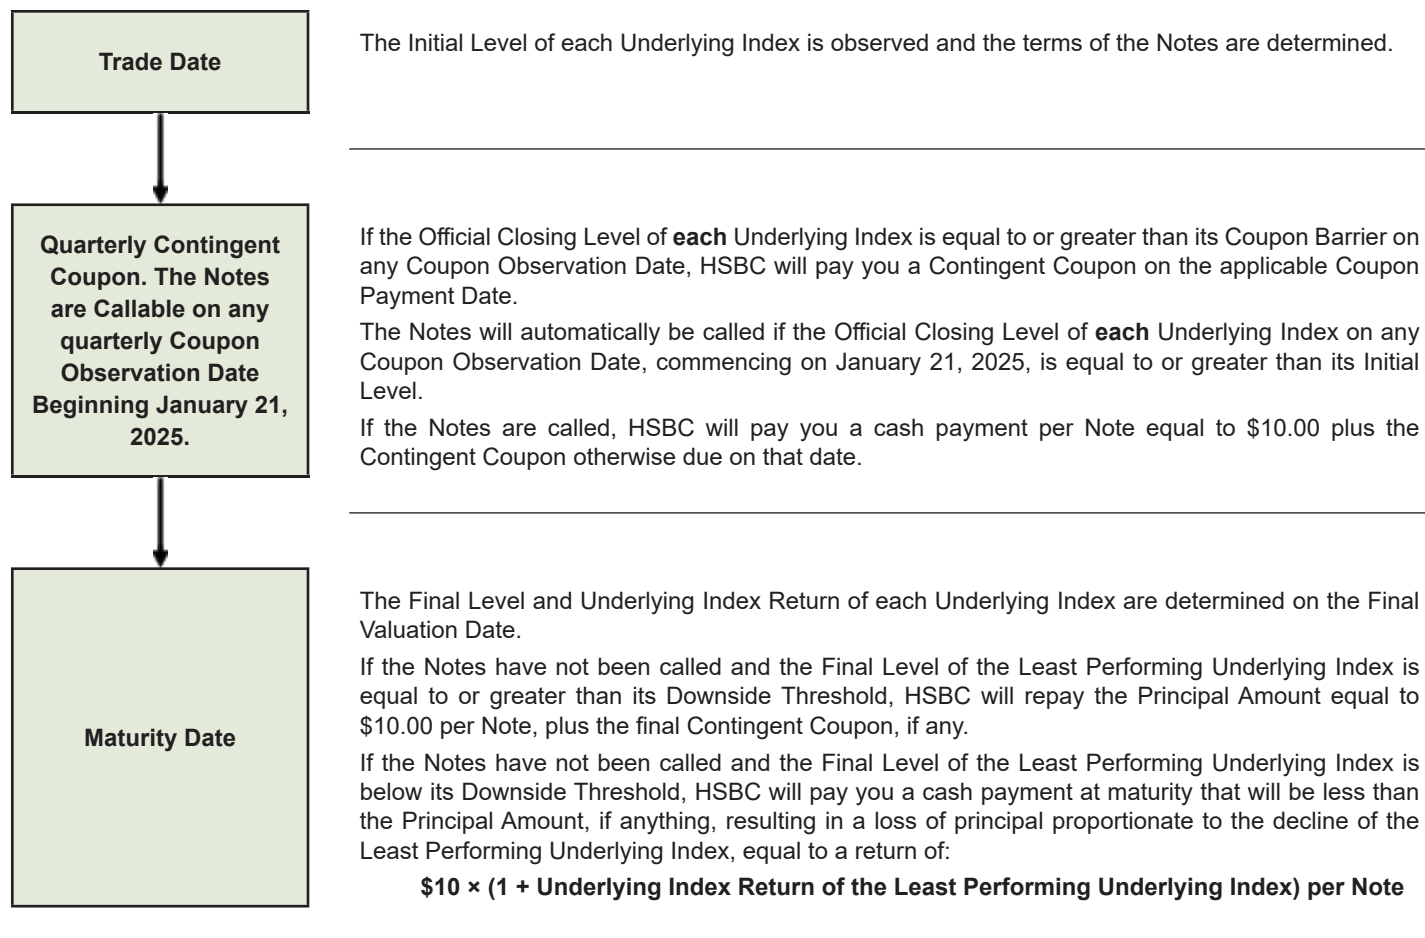 Trade Date
The Initial Level of each Underlying Index is observed and the terms of the Notes are determined.
Quarterly Contingent
Coupon. The Notes
are Callable on any
quarterly Coupon
Observation Date
Beginning January 21,
2025.
If the Official Closing Level of each Underlying Index is equal to or greater than its Coupon Barrier on
any Coupon Observation Date, HSBC will pay you a Contingent Coupon on the applicable Coupon
Payment Date.
The Notes will automatically be called if the Official Closing Level of each Underlying Index on any
Coupon Observation Date, commencing on January 21, 2025, is equal to or greater than its Initial
Level.
If the Notes are called, HSBC will pay you a cash payment per Note equal to $10.00 plus the
Contingent Coupon otherwise due on that date.
Maturity Date
The Final Level and Underlying Index Return of each Underlying Index are determined on the Final
Valuation Date.
If the Notes have not been called and the Final Level of the Least Performing Underlying Index is
equal to or greater than its Downside Threshold, HSBC will repay the Principal Amount equal to
$10.00 per Note, plus the final Contingent Coupon, if any.
If the Notes have not been called and the Final Level of the Least Performing Underlying Index is
below its Downside Threshold, HSBC will pay you a cash payment at maturity that will be less than
the Principal Amount, if anything, resulting in a loss of principal proportionate to the decline of the
Least Performing Underlying Index, equal to a return of:
$10 × (1 + Underlying Index Return of the Least Performing Underlying Index) per Note